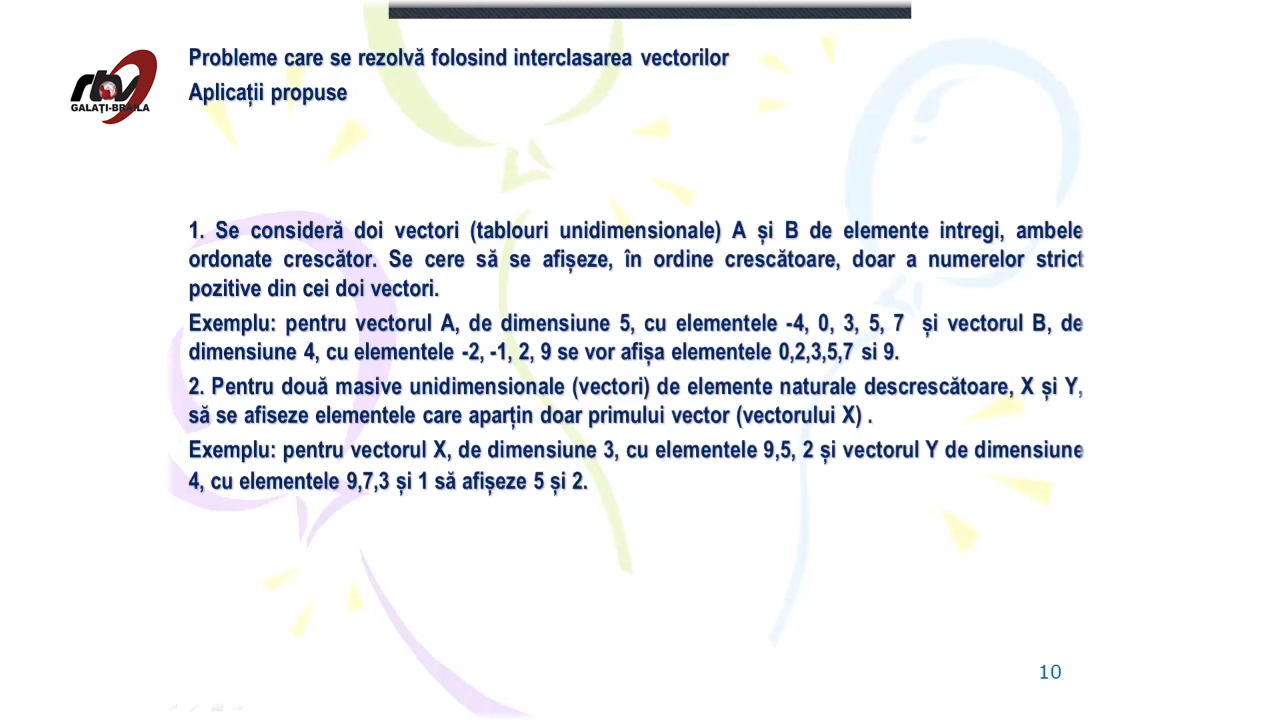 rtv
GALAȚI-BRĂILA
Probleme care se rezolvă folosind interclasarea vectorilor
Aplicații propuse
1. Se consideră doi vectori (tablouri unidimensionale) A și B de elemente intregi, ambele
ordonate crescător. Se cere să se afișeze, în ordine crescătoare, doar a numerelor strict
pozitive din cei doi vectori.
Exemplu: pentru vectorul A, de dimensiune 5, cu elementele -4, 0, 3, 5, 7 și vectorul B, de
dimensiune 4, cu elementele -2, -1, 2, 9 se vor afișa elementele 0,2,3,5,7 si 9.
2. Pentru două masive unidimensionale (vectori) de elemente naturale descrescătoare, X și Y,
să se afiseze elementele care aparțin doar primului vector (vectorului X) .
Exemplu: pentru vectorul X, de dimensiune 3, cu elementele 9,5, 2 și vectorul Y de dimensiune
4, cu elementele 9,7,3 și 1 să afișeze 5 și 2.
10